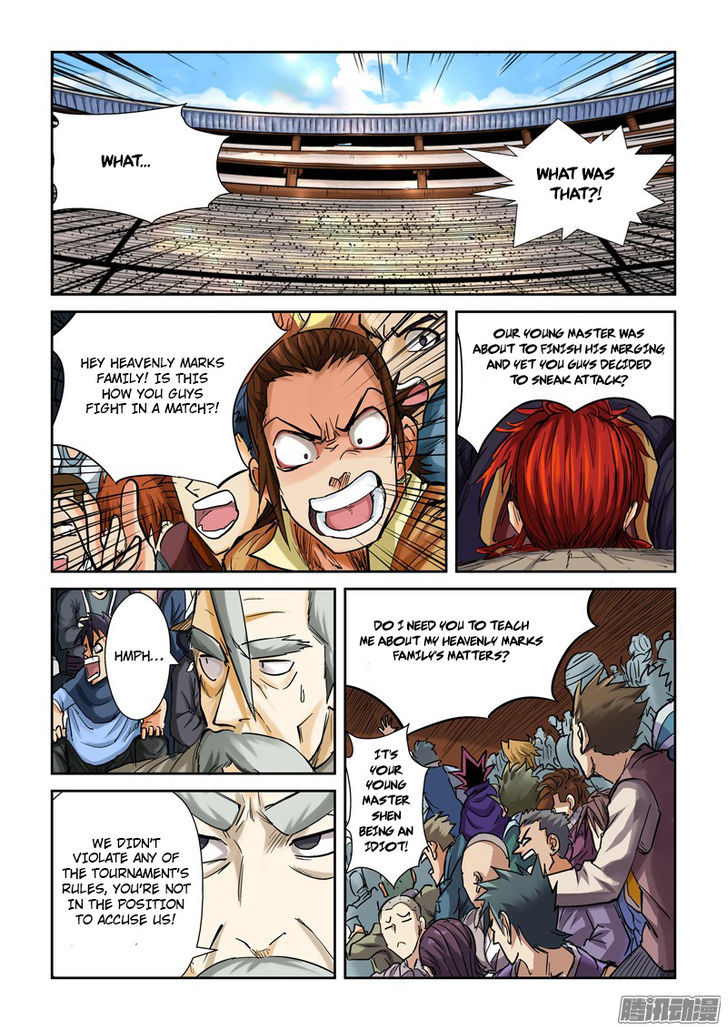 WHAT...
WHAT WAS
THAT?!
HEY HEAVENLY MARKS
FAMILY! IS THIS
HOW YOU GUYS
FIGHT IN A MATCH?!
OUR YOUNG MASTER WAS
ABOUT TO FINISH HIS MERGING,
AND YET YOU GUYS DECIDED
TO SNEAK ATTACK?
HMPH...
DO I NEED YOU TO TEACH
ME ABOUT MY HEAVENLY MARKS
FAMILY'S MATTERS?
IT'S
YOUR
YOUNG
MASTER
SHEN
BEING AN
IDIOT!
WE DIDN'T
VIOLATE ANY OF
THE TOURNAMENT'S
RULES, YOU'RE NOT
IN THE POSITION
TO ACCUSE US!
腾讯动漫